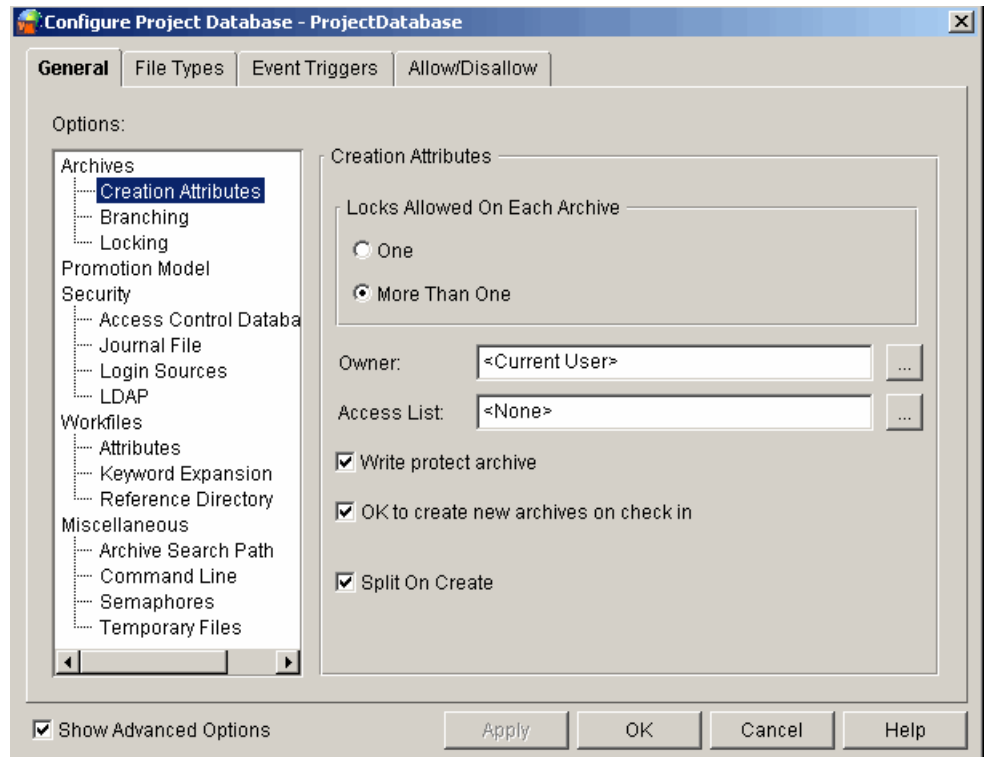 Configure Project Database - ProjectDatabase
General
File Types
Event Triggers
Allow/Disallow
Options:
Archives
Creation Attributes
Branching
Locking
Promotion Model
Security
Access Control Databa
Journal File
Login Sources
LDAP
Workfiles
Attributes
Keyword Expansion
Reference Directory
Miscellaneous
Archive Search Path
Command Line
Semaphores
Temporary Files
Creation Attributes
Locks Allowed On Each Archive
One
More Than One
Owner: <Current User> ...
Access List: <None> ...
Write protect archive
OK to create new archives on check in
Split On Create
Show Advanced Options
Apply
OK
Cancel
Help